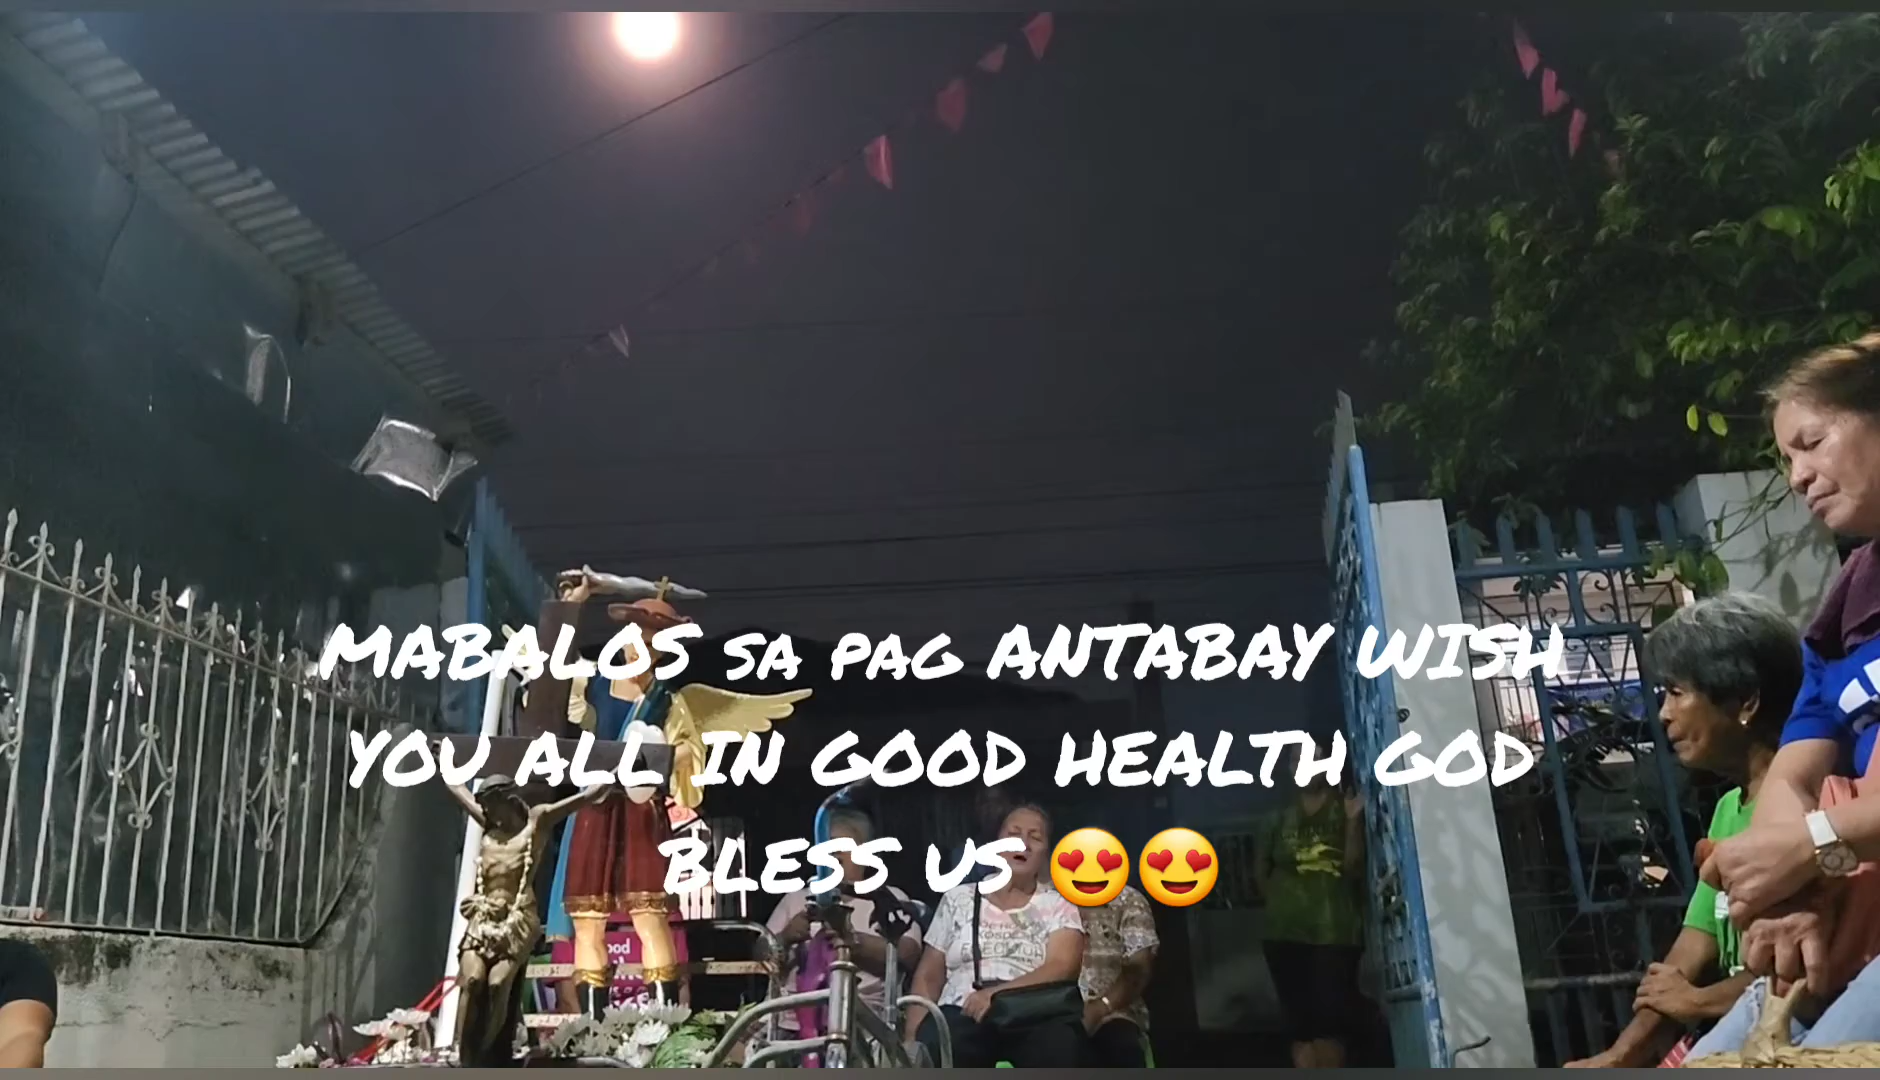 MABALOS SA PAG ANTABAY WISH
YOU ALL IN GOOD HEALTH GOD
BLESS US 😍😍